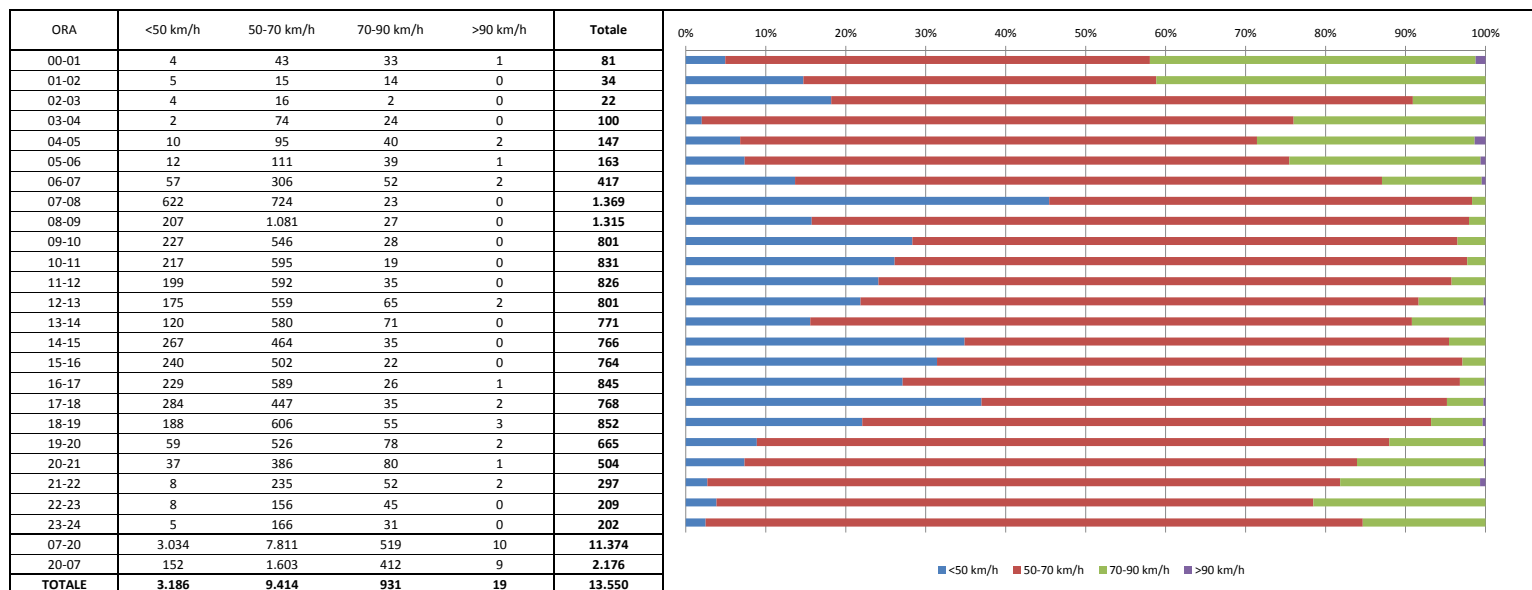 ORA <50 km/h 50-70 km/h 70-90 km/h >90 km/h Totale
0% 10% 20% 30% 40% 50% 60% 70% 80% 90% 100%
00-01 4 43 33 1 81
01-02 5 15 14 0 34
02-03 4 16 2 0 22
03-04 2 74 24 0 100
04-05 10 95 40 2 147
05-06 12 111 39 1 163
06-07 57 306 52 2 417
07-08 622 724 23 0 1.369
08-09 207 1.081 27 0 1.315
09-10 227 546 28 0 801
10-11 217 595 19 0 831
11-12 199 592 35 0 826
12-13 175 559 65 2 801
13-14 120 580 71 0 771
14-15 267 464 35 0 766
15-16 240 502 22 0 764
16-17 229 589 26 1 845
17-18 284 447 35 2 768
18-19 188 606 55 3 852
19-20 59 526 78 2 665
20-21 37 386 80 1 504
21-22 8 235 52 2 297
22-23 8 156 45 0 209
23-24 5 166 31 0 202
07-20 3.034 7.811 519 10 11.374
20-07 152 1.603 412 9 2.176
TOTALE 3.186 9.414 931 19 13.550
<50 km/h 50-70 km/h 70-90 km/h >90 km/h